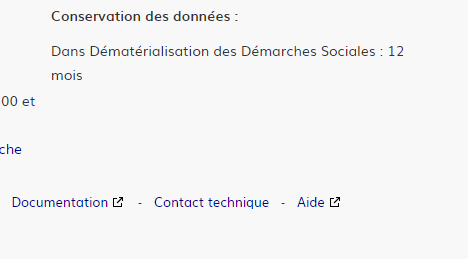 Conservation des données :
Dans Dématérialisation des Démarches Sociales : 12
mois
00 et
che
Documentation - Contact technique - Aide